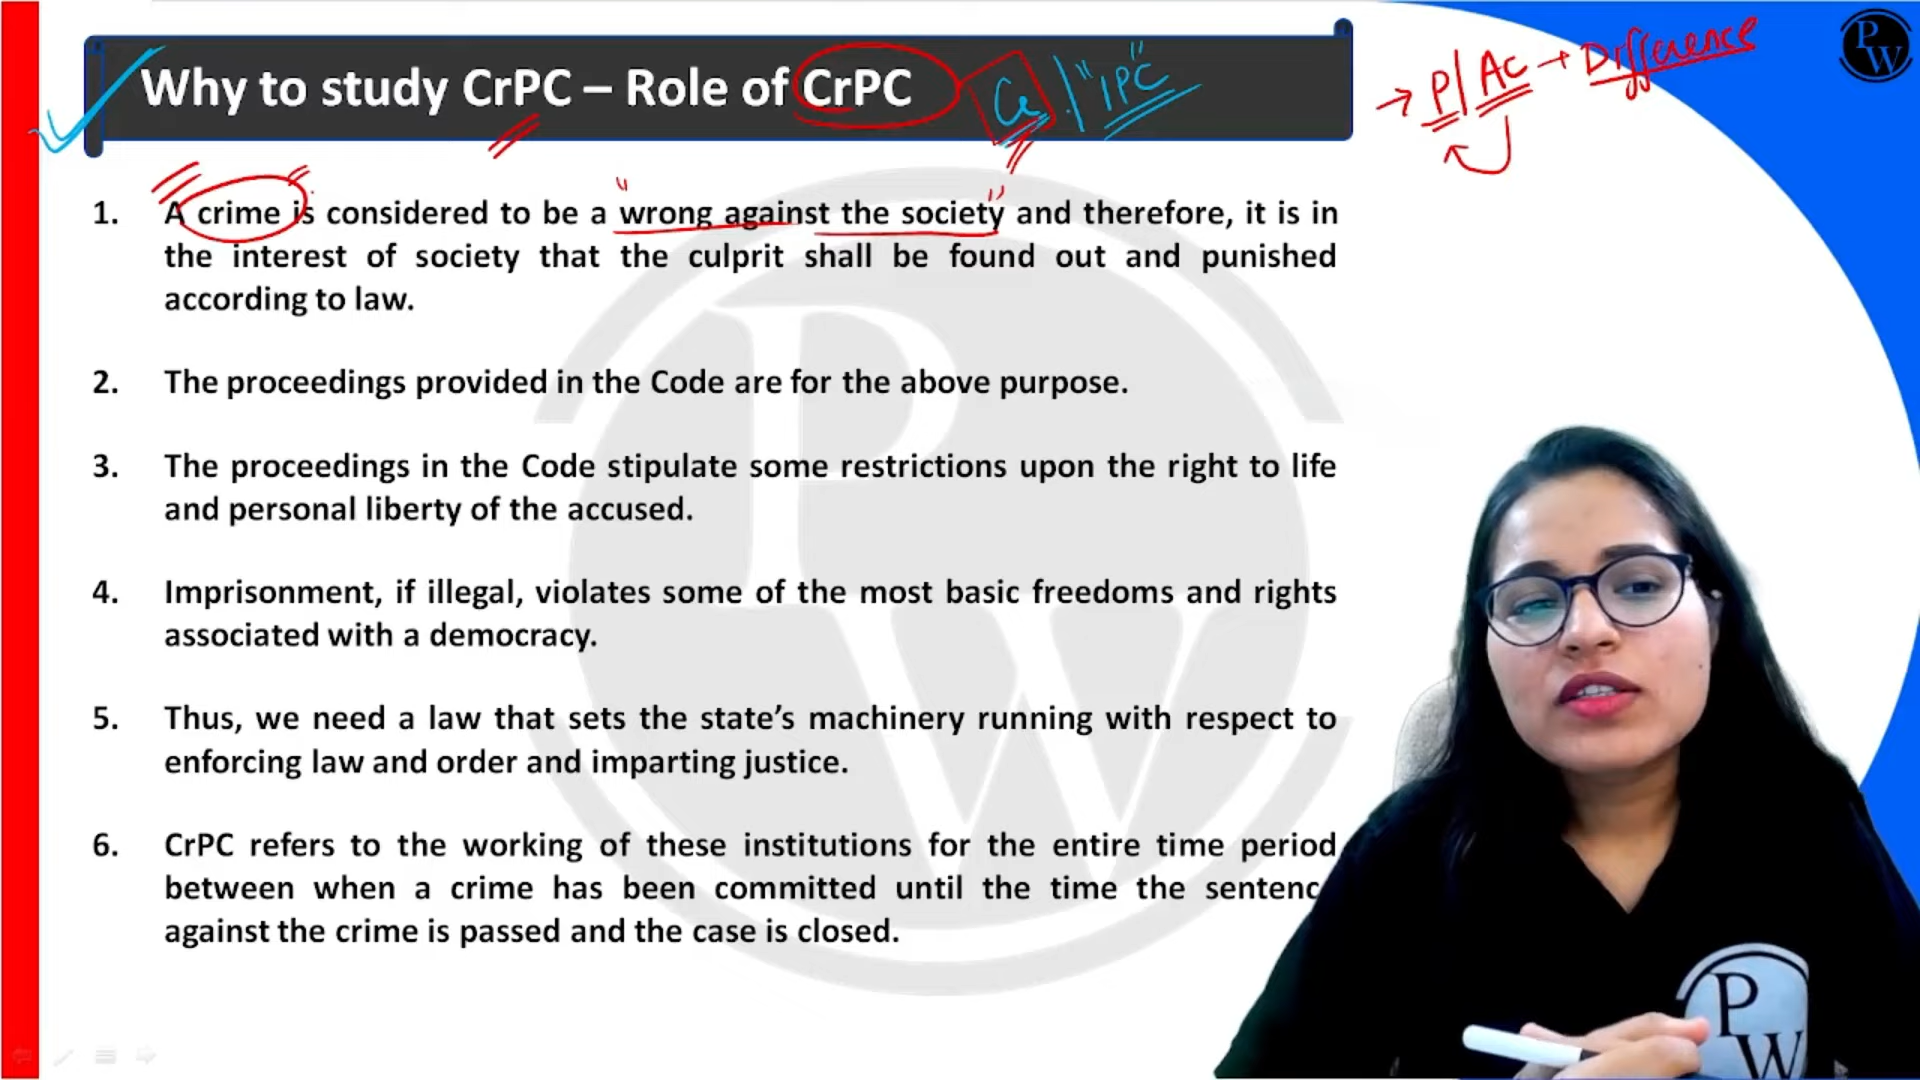 Why to study CrPC – Role of CrPC
"IPC"
→ P | Ac → Difference
PW
1. A crime is considered to be a "wrong against the society" and therefore, it is in
the interest of society that the culprit shall be found out and punished
according to law.
2. The proceedings provided in the Code are for the above purpose.
3. The proceedings in the Code stipulate some restrictions upon the right to life
and personal liberty of the accused.
4. Imprisonment, if illegal, violates some of the most basic freedoms and rights
associated with a democracy.
5. Thus, we need a law that sets the state's machinery running with respect to
enforcing law and order and imparting justice.
6. CrPC refers to the working of these institutions for the entire time period
between when a crime has been committed until the time the sentenc
against the crime is passed and the case is closed.
PW
PW